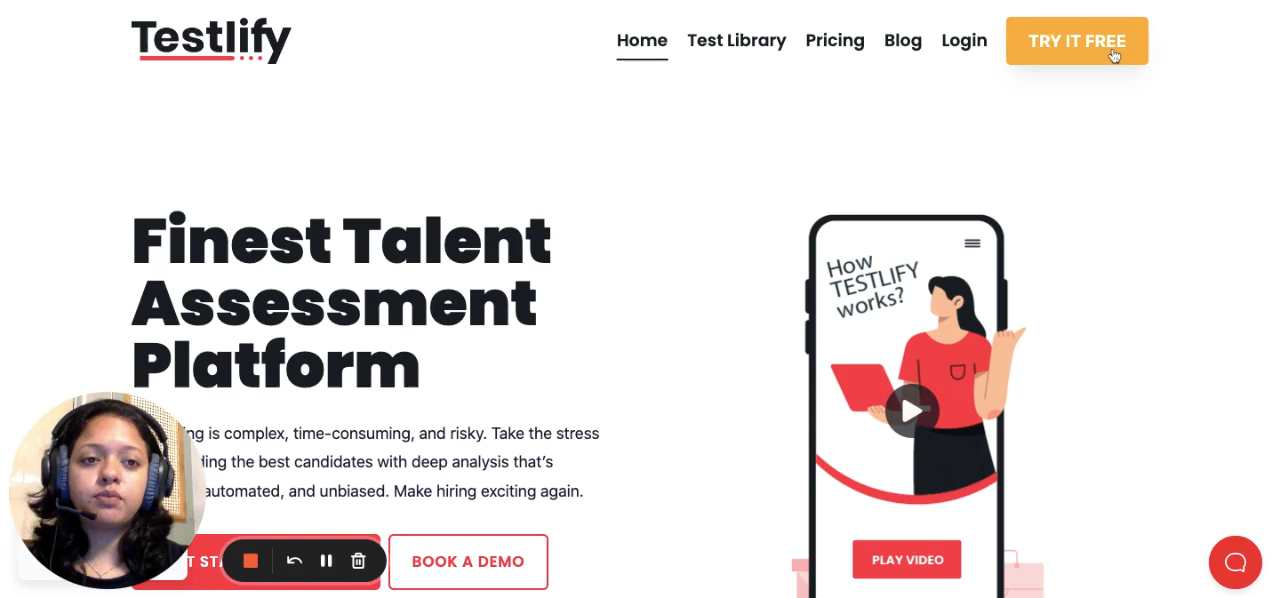 Testlify
Home Test Library Pricing Blog Login TRY IT FREE
Finest Talent
Assessment
Platform
is complex, time-consuming, and risky. Take the stress
the best candidates with deep analysis that's
automated, and unbiased. Make hiring exciting again.
BOOK A DEMO
How
TESTLIFY
works?
PLAY VIDEO